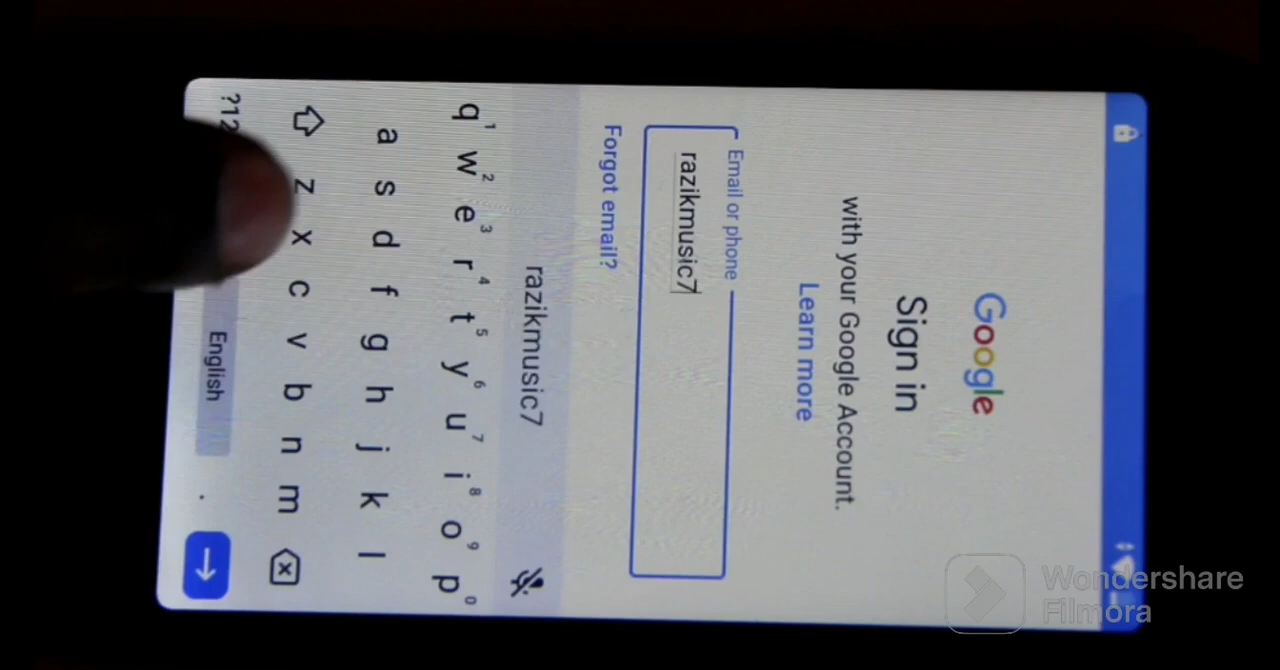 Google
Sign in
with your Google Account.
Learn more
Email or phone
razikmusic7
Forgot email?
razikmusic7
q1 w2 e3 r4 t5 y6 u7 i8 o9 p0
a s d f g h j k l
z x c v b n m
?12
English
.
Wondershare
Filmora